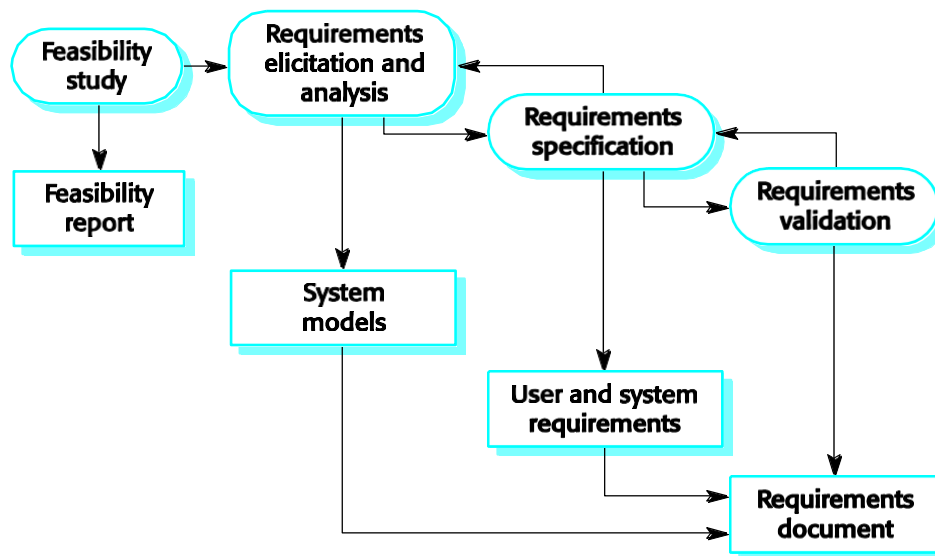 Feasibility
study
Requirements
elicitation and
analysis
Requirements
specification
Requirements
validation
Feasibility
report
System
models
User and system
requirements
Requirements
document